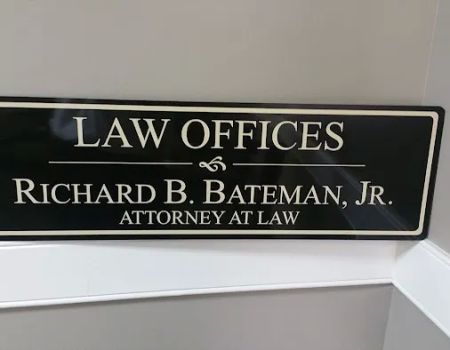 LAW OFFICES
RICHARD B. BATEMAN, JR.
ATTORNEY AT LAW